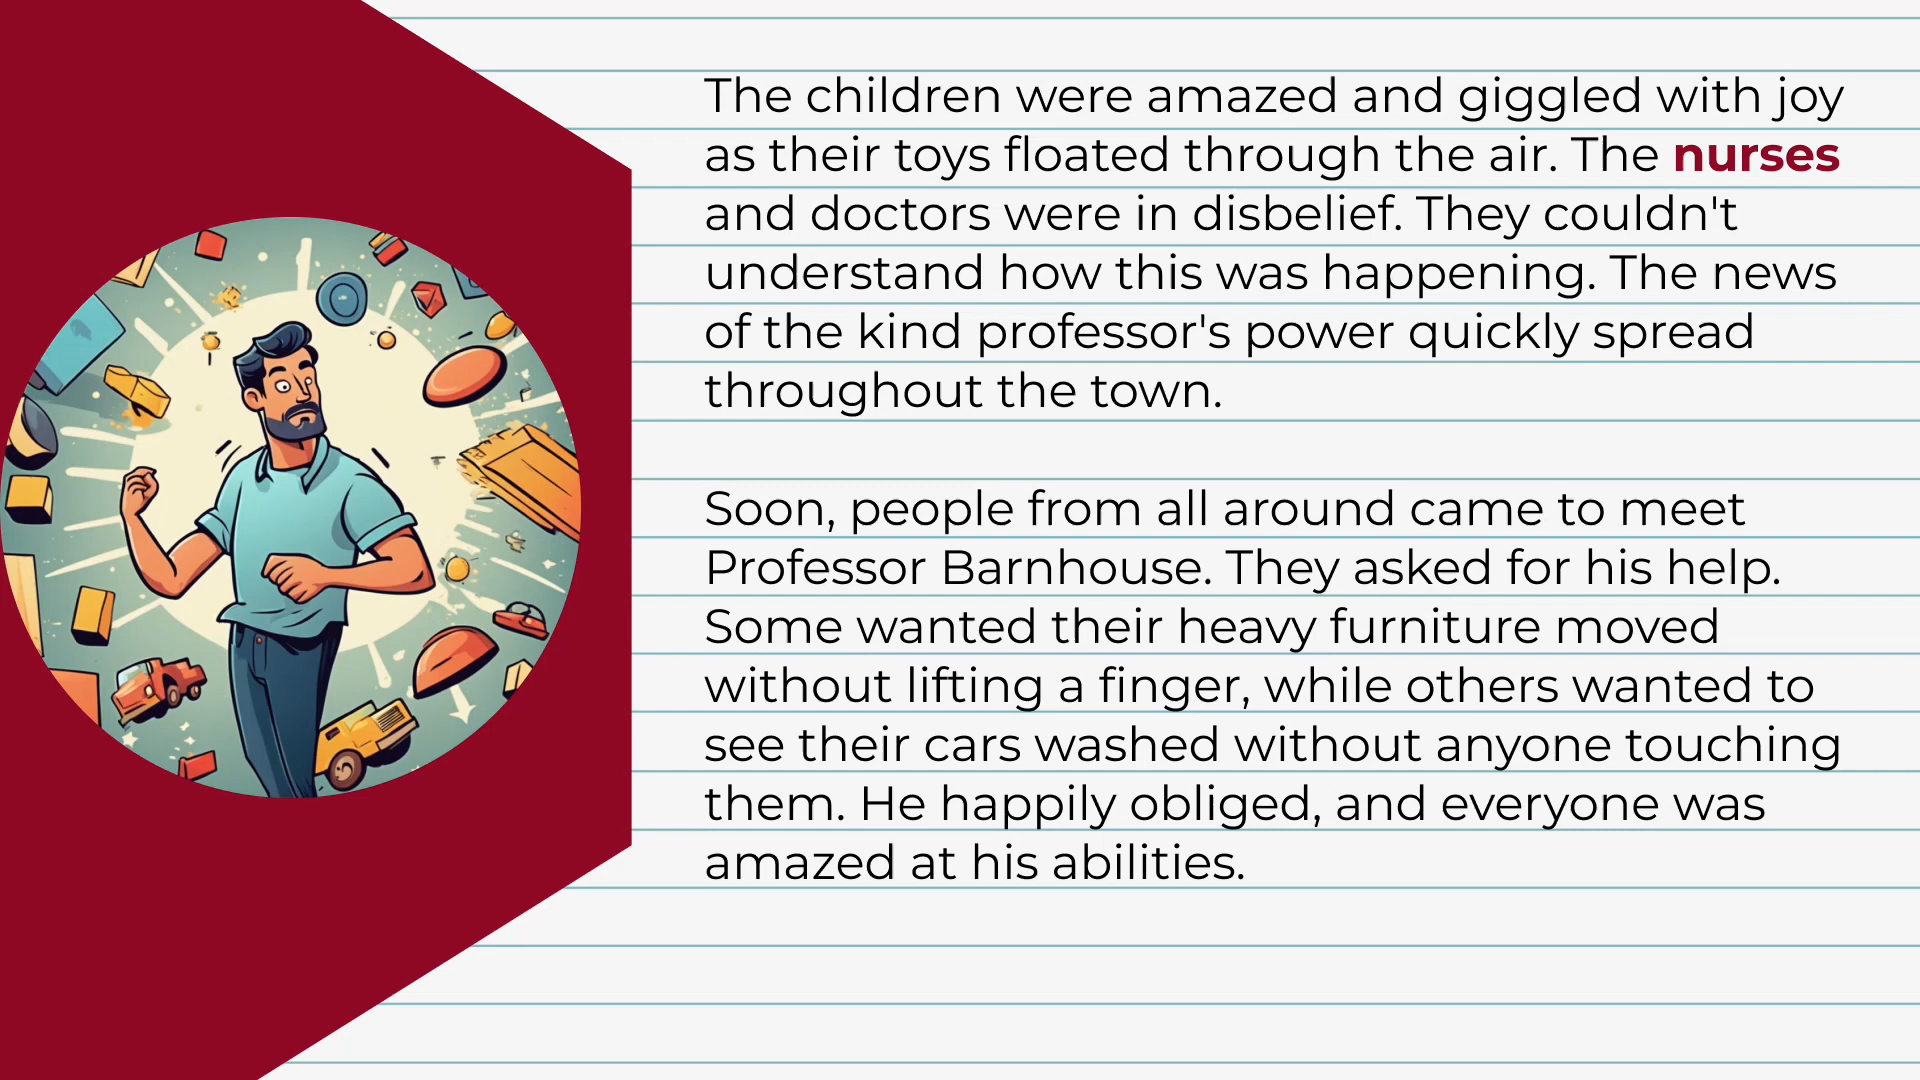 The children were amazed and giggled with joy
as their toys floated through the air. The nurses
and doctors were in disbelief. They couldn't
understand how this was happening. The news
of the kind professor's power quickly spread
throughout the town.
Soon, people from all around came to meet
Professor Barnhouse. They asked for his help.
Some wanted their heavy furniture moved
without lifting a finger, while others wanted to
see their cars washed without anyone touching
them. He happily obliged, and everyone was
amazed at his abilities.